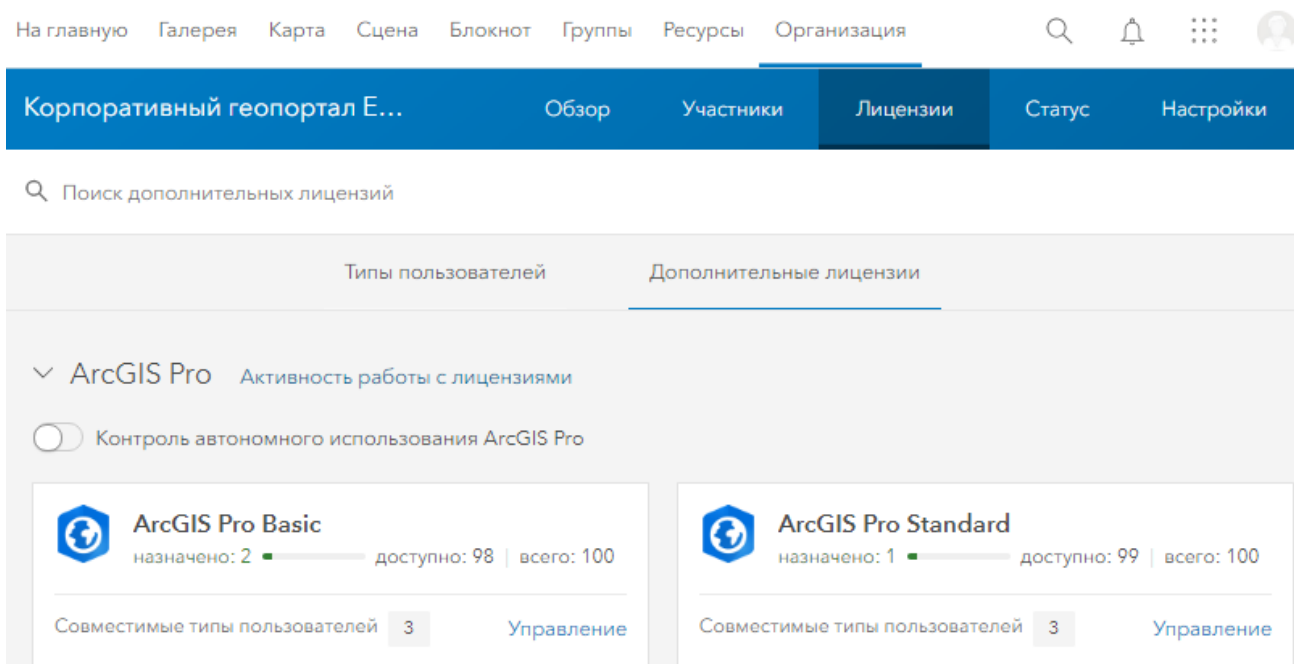 На главную Галерея Карта Сцена Блокнот Группы Ресурсы Организация
Корпоративный геопортал Е... Обзор Участники Лицензии Статус Настройки
Поиск дополнительных лицензий
Типы пользователей Дополнительные лицензии
ArcGIS Pro Активность работы с лицензиями
Контроль автономного использования ArcGIS Pro
ArcGIS Pro Basic
назначено: 2 доступно: 98 | всего: 100
Совместимые типы пользователей 3 Управление
ArcGIS Pro Standard
назначено: 1 доступно: 99 | всего: 100
Совместимые типы пользователей 3 Управление